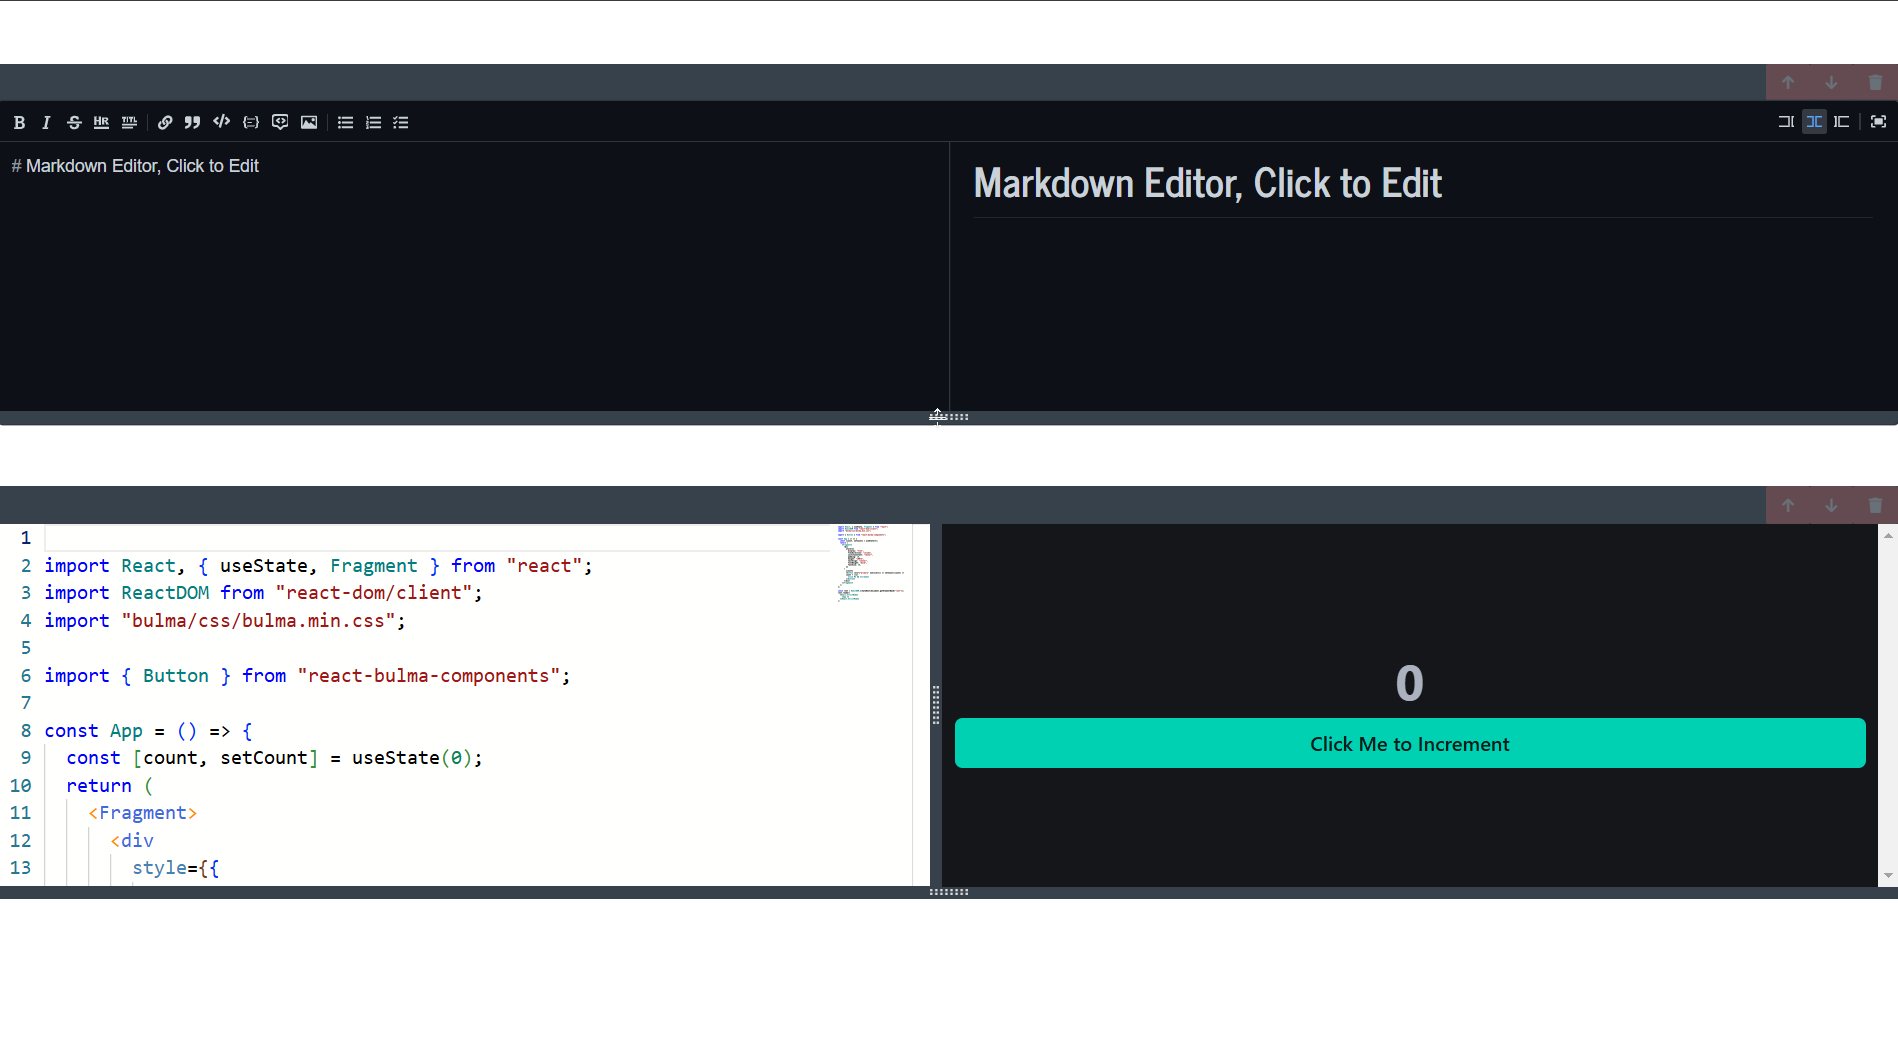 B I S HR TITL
# Markdown Editor, Click to Edit
Markdown Editor, Click to Edit
1
2 import React, { useState, Fragment } from "react";
3 import ReactDOM from "react-dom/client";
4 import "bulma/css/bulma.min.css";
5
6 import { Button } from "react-bulma-components";
7
8 const App = () => {
9 const [count, setCount] = useState(0);
10 return (
11 <Fragment>
12 <div
13 style={{
0
Click Me to Increment